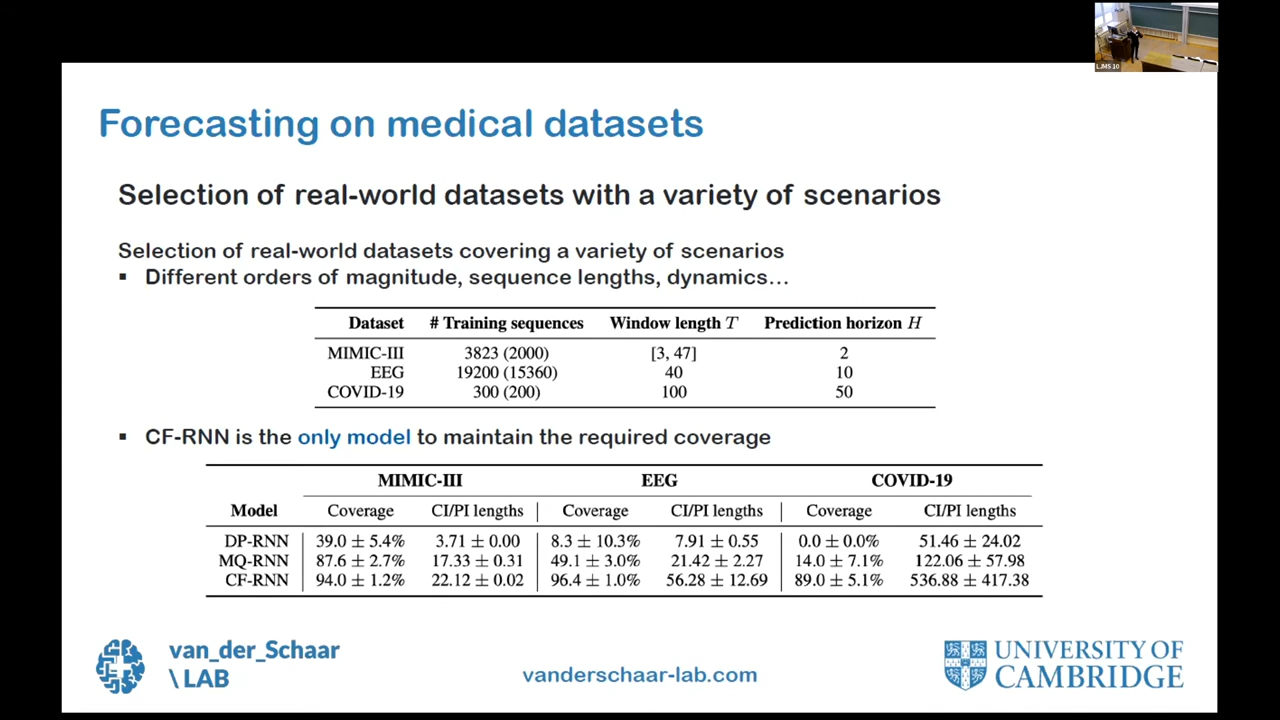 LJMS 10
Forecasting on medical datasets
Selection of real-world datasets with a variety of scenarios
Selection of real-world datasets covering a variety of scenarios
▪ Different orders of magnitude, sequence lengths, dynamics…
Dataset # Training sequences Window length T Prediction horizon H
MIMIC-III 3823 (2000) [3, 47] 2
EEG 19200 (15360) 40 10
COVID-19 300 (200) 100 50
▪ CF-RNN is the only model to maintain the required coverage
MIMIC-III EEG COVID-19
Model Coverage CI/PI lengths Coverage CI/PI lengths Coverage CI/PI lengths
DP-RNN 39.0 ± 5.4% 3.71 ± 0.00 8.3 ± 10.3% 7.91 ± 0.55 0.0 ± 0.0% 51.46 ± 24.02
MQ-RNN 87.6 ± 2.7% 17.33 ± 0.31 49.1 ± 3.0% 21.42 ± 2.27 14.0 ± 7.1% 122.06 ± 57.98
CF-RNN 94.0 ± 1.2% 22.12 ± 0.02 96.4 ± 1.0% 56.28 ± 12.69 89.0 ± 5.1% 536.88 ± 417.38
van_der_Schaar
\ LAB
vanderschaar-lab.com
UNIVERSITY OF
CAMBRIDGE